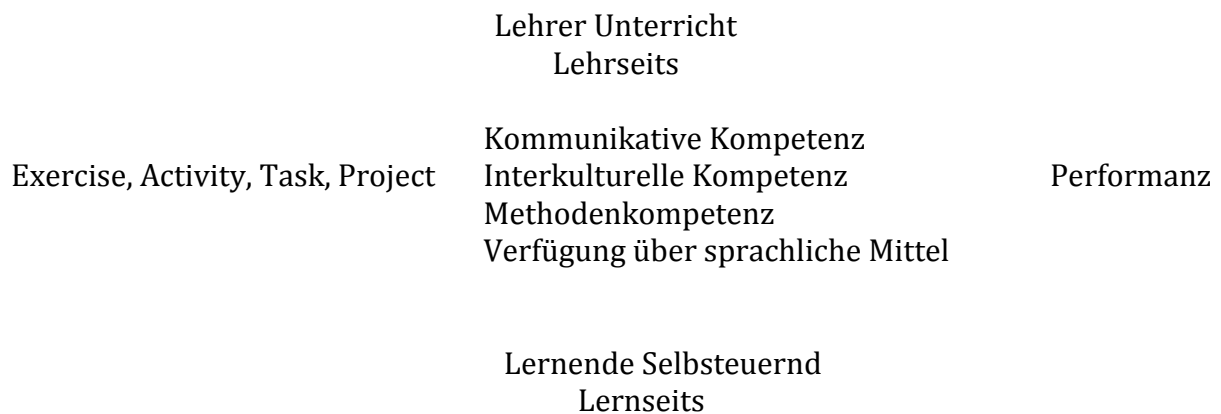 Lehrer Unterricht
Lehrseits
Kommunikative Kompetenz
Exercise, Activity, Task, Project Interkulturelle Kompetenz Performanz
Methodenkompetenz
Verfügung über sprachliche Mittel
Lernende Selbsteuernd
Lernseits